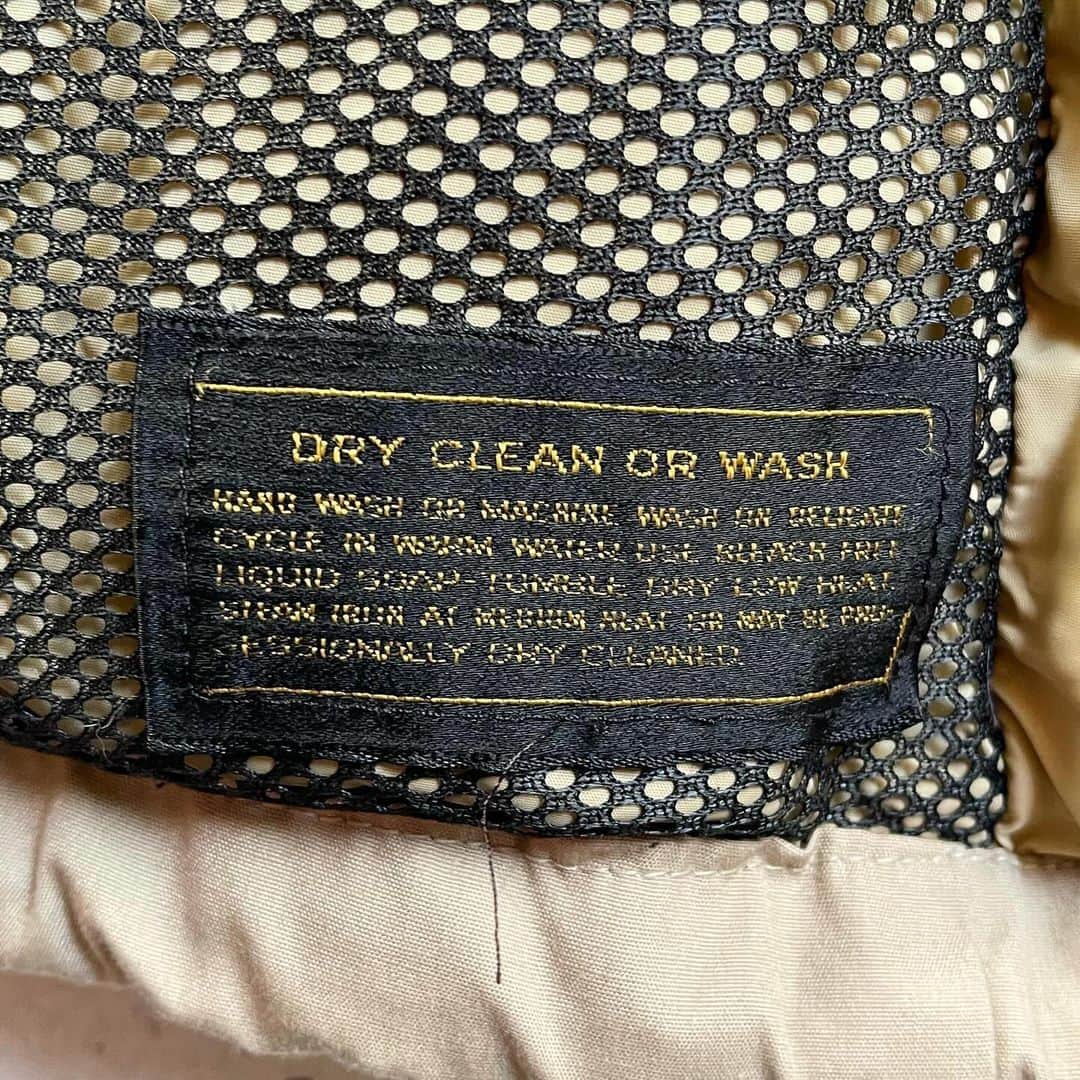 DRY CLEAN OR WASH
HAND WASH OR MACHINE WASH ON DELICATE
CYCLE IN WARM WATER USE BLEACH FREE
LIQUID SOAP-TUMBLE DRY LOW HEAT
STEAM IRON AT MEDIUM HEAT OR MAY BE PROF
FESSIONALLY DRY CLEANED.